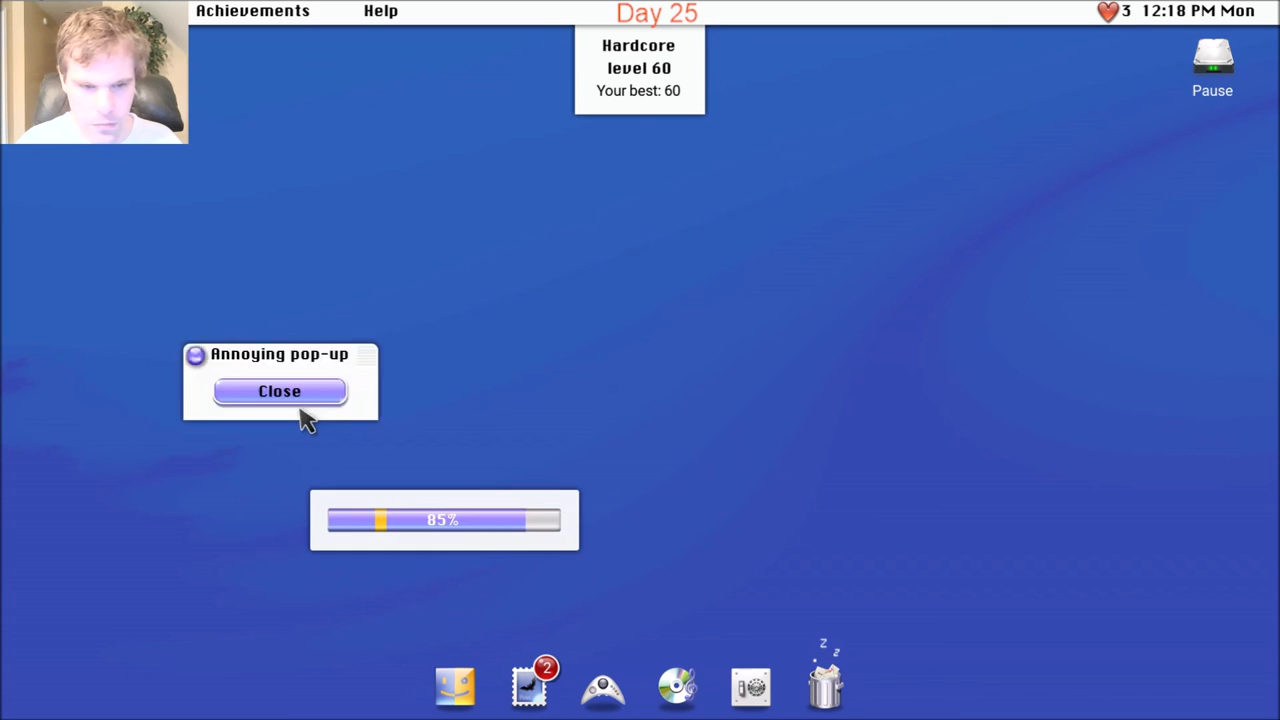 Achievements Help Day 25 3 12:18 PM Mon
Hardcore
level 60
Your best: 60
Pause
Annoying pop-up
Close
85%
2
z
z